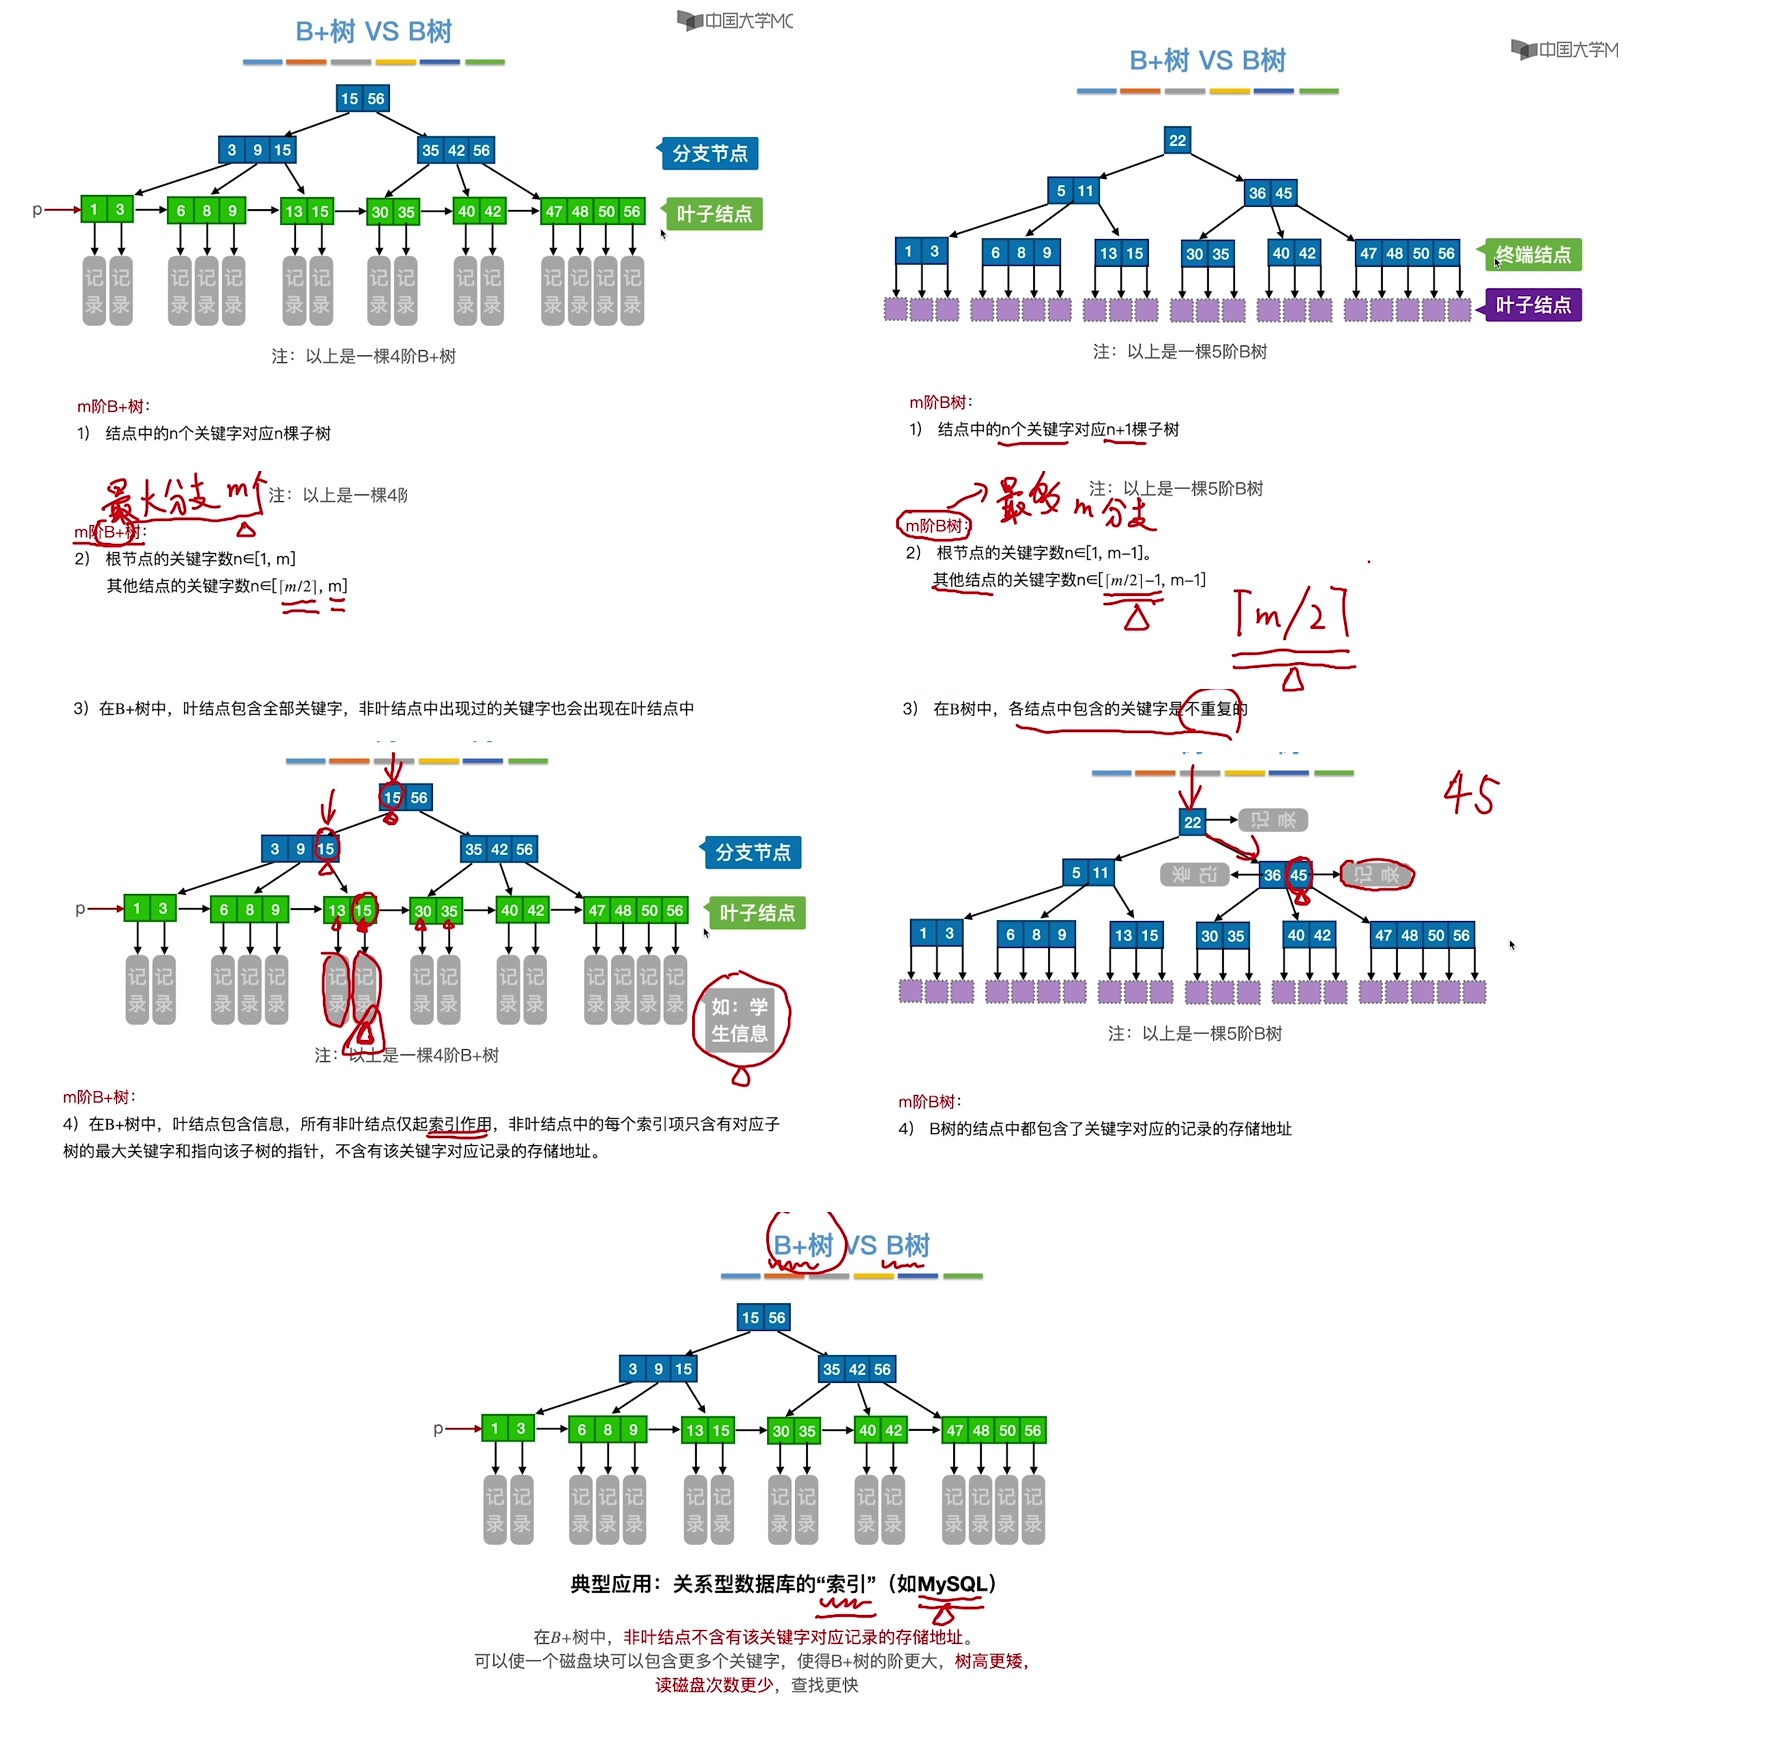 B+树 VS B树
中国大学MO
15 56
3 9 15
35 42 56
分支节点
p
1 3
6 8 9
13 15
30 35
40 42
47 48 50 56
叶子结点
记录 记录 记录 记录 记录 记录 记录 记录 记录 记录 记录 记录 记录 记录 记录
注：以上是一棵4阶B+树
m阶B+树：
1） 结点中的n个关键字对应n棵子树
最大分支 m个
注：以上是一棵4阶
m阶B+树：
2） 根节点的关键字数n∈[1, m]
其他结点的关键字数n∈[⌈m/2⌉, m]
3）在B+树中，叶结点包含全部关键字，非叶结点中出现过的关键字也会出现在叶结点中
B+树 VS B树
中国大学M
22
5 11
36 45
1 3
6 8 9
13 15
30 35
40 42
47 48 50 56
终端结点
叶子结点
注：以上是一棵5阶B树
m阶B树：
1） 结点中的n个关键字对应n+1棵子树
注：以上是一棵5阶B树
最多 m 分支
m阶B树：
2） 根节点的关键字数n∈[1, m−1]。
其他结点的关键字数n∈[⌈m/2⌉−1, m−1]
⌈m/2⌉
3） 在B树中，各结点中包含的关键字是不重复的
15 56
3 9 15
35 42 56
分支节点
p
1 3
6 8 9
13 15
30 35
40 42
47 48 50 56
叶子结点
记录 记录 记录 记录 记录 记录 记录 记录 记录 记录 记录 记录 记录 记录 记录
如：学
生信息
注：以上是一棵4阶B+树
m阶B+树：
4）在B+树中，叶结点包含信息，所有非叶结点仅起索引作用，非叶结点中的每个索引项只含有对应子
树的最大关键字和指向该子树的指针，不含有该关键字对应记录的存储地址。
45
22
记录
5 11
记录
36 45
记录
1 3
6 8 9
13 15
30 35
40 42
47 48 50 56
注：以上是一棵5阶B树
m阶B树：
4） B树的结点中都包含了关键字对应的记录的存储地址
B+树 VS B树
15 56
3 9 15
35 42 56
p
1 3
6 8 9
13 15
30 35
40 42
47 48 50 56
记录 记录 记录 记录 记录 记录 记录 记录 记录 记录 记录 记录 记录 记录 记录
典型应用：关系型数据库的“索引”（如MySQL）
在B+树中，非叶结点不含有该关键字对应记录的存储地址。
可以使一个磁盘块可以包含更多个关键字，使得B+树的阶更大，树高更矮，
读磁盘次数更少，查找更快